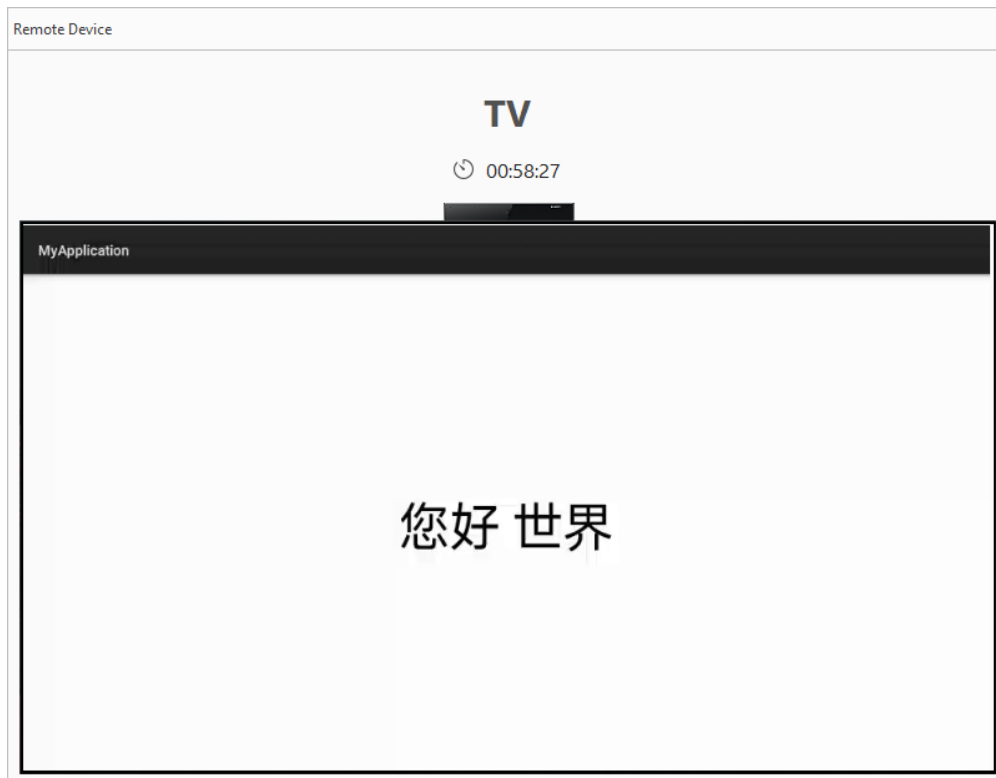 Remote Device
TV
00:58:27
MyApplication
您好 世界